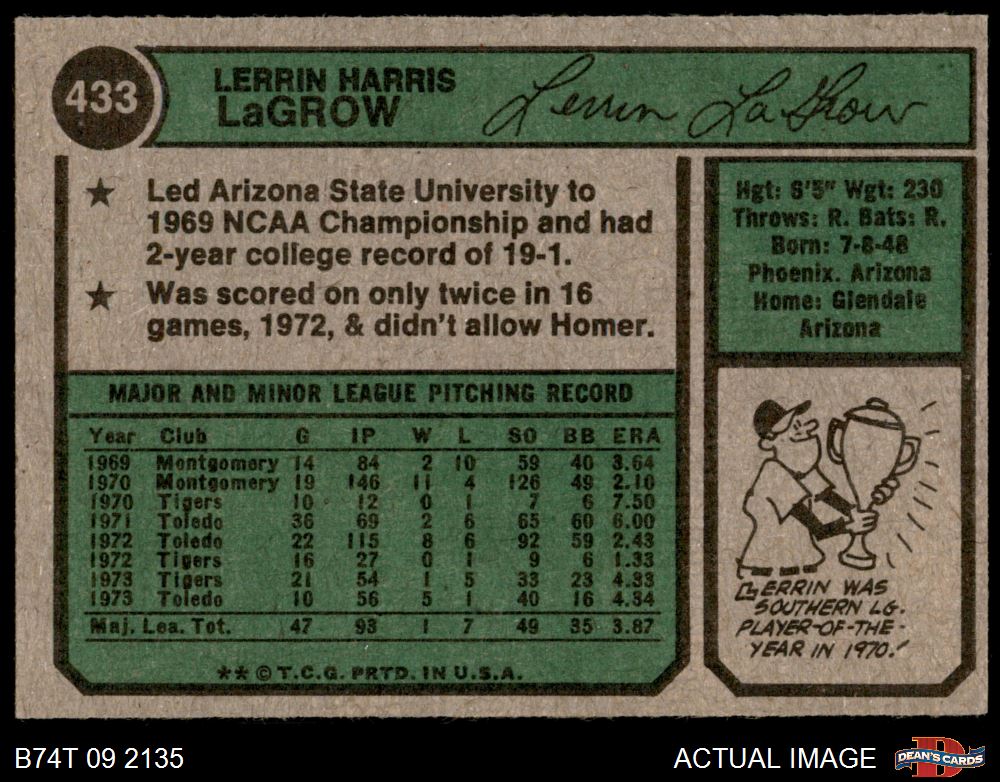 433
LERRIN HARRIS
LaGROW
Lerrin LaGrow
★ Led Arizona State University to
1969 NCAA Championship and had
2-year college record of 19-1.
★ Was scored on only twice in 16
games, 1972, & didn't allow Homer.
Hgt: 6'5" Wgt: 230
Throws: R. Bats: R.
Born: 7-8-48
Phoenix. Arizona
Home: Glendale
Arizona
MAJOR AND MINOR LEAGUE PITCHING RECORD
Year Club G IP W L SO BB ERA
1969 Montgomery 14 84 2 10 59 40 3.64
1970 Montgomery 19 146 11 4 126 49 2.10
1970 Tigers 10 12 0 1 7 6 7.50
1971 Toledo 36 69 2 6 65 60 6.00
1972 Toledo 22 115 8 6 92 59 2.43
1972 Tigers 16 27 0 1 9 6 1.33
1973 Tigers 21 54 1 5 33 23 4.33
1973 Toledo 10 56 5 1 40 16 4.34
Maj. Lea. Tot. 47 93 1 7 49 35 3.87
**© T.C.G. PRTD. IN U.S.A.
LERRIN WAS
SOUTHERN LG.
PLAYER-OF-THE-
YEAR IN 1970.
B74T 09 2135
ACTUAL IMAGE
D
DEAN'S CARDS